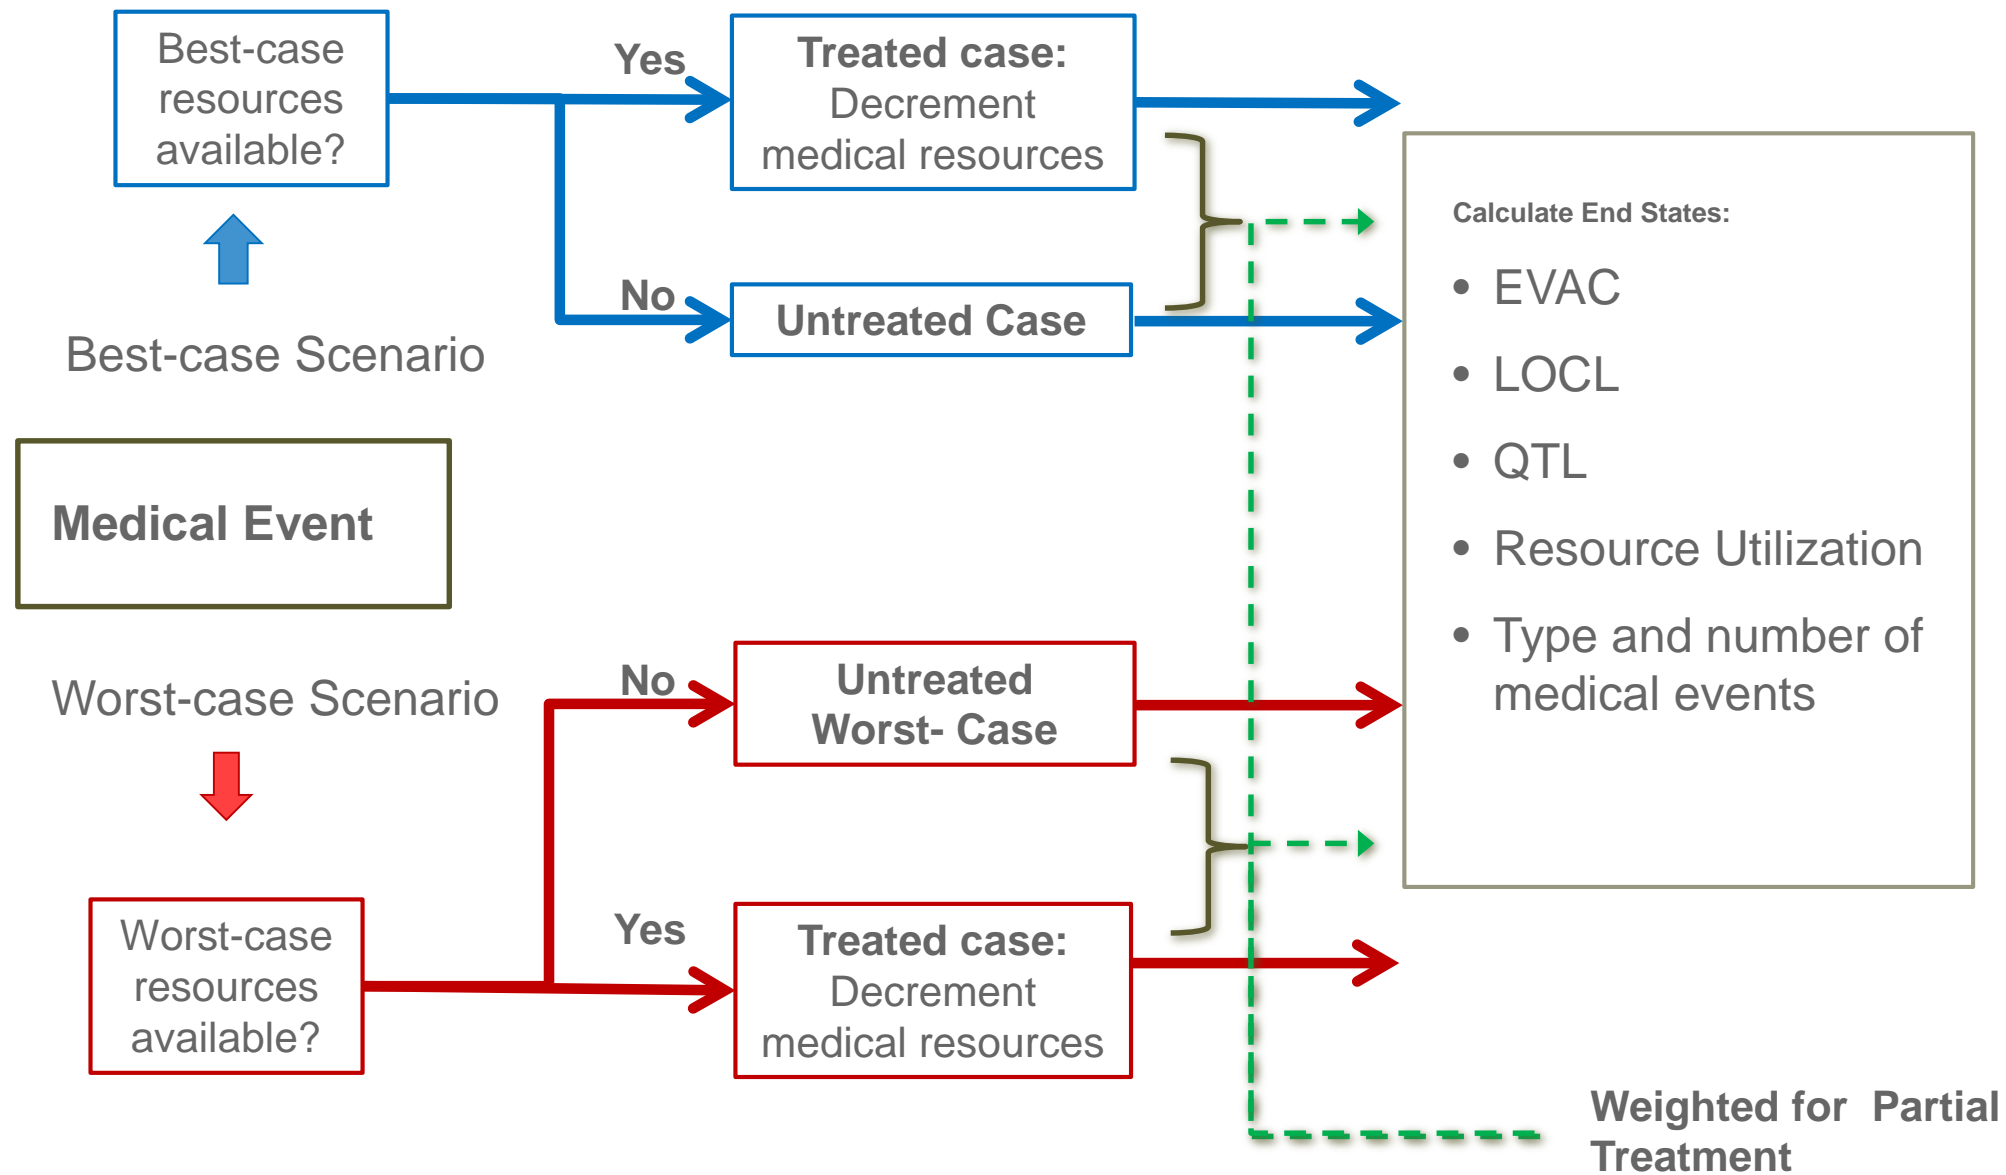 Best-case
resources
available?
Yes
Treated case:
Decrement
medical resources
No
Untreated Case
Best-case Scenario
Medical Event
Worst-case Scenario
No
Untreated
Worst- Case
Worst-case
resources
available?
Yes
Treated case:
Decrement
medical resources
Calculate End States:
• EVAC
• LOCL
• QTL
• Resource Utilization
• Type and number of
medical events
Weighted for Partial
Treatment